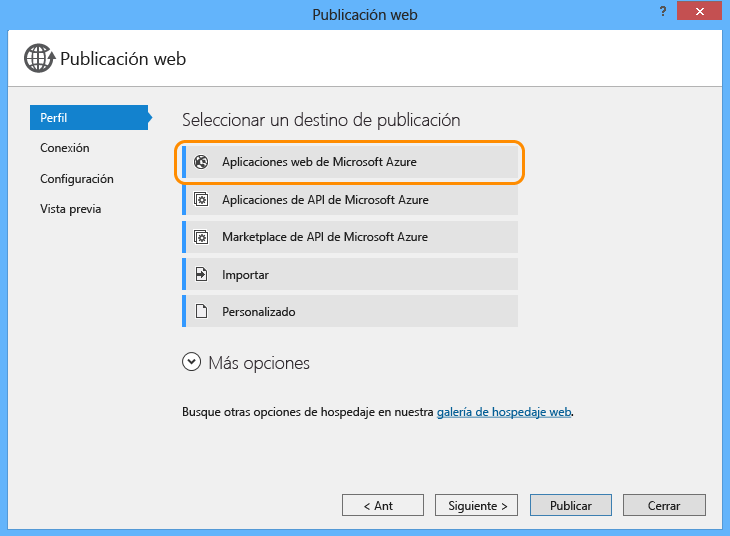 Publicación web
?
Publicación web
Perfil
Conexión
Configuración
Vista previa
Seleccionar un destino de publicación
Aplicaciones web de Microsoft Azure
Aplicaciones de API de Microsoft Azure
Marketplace de API de Microsoft Azure
Importar
Personalizado
Más opciones
Busque otras opciones de hospedaje en nuestra galería de hospedaje web.
< Ant
Siguiente >
Publicar
Cerrar